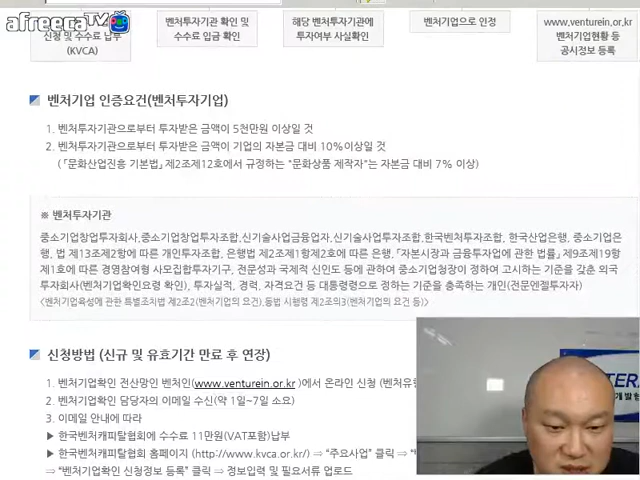 afreecaTV
신청 및 수수료 납부
(KVCA)
벤처투자기관 확인 및
수수료 입금 확인
해당 벤처투자기관에
투자여부 사실확인
벤처기업으로 인정
www.venturein.or.kr
벤처기업현황 등
공시정보 등록
벤처기업 인증요건(벤처투자기업)
1. 벤처투자기관으로부터 투자받은 금액이 5천만원 이상일 것
2. 벤처투자기관으로부터 투자받은 금액이 기업의 자본금 대비 10%이상일 것
(「문화산업진흥 기본법」 제2조제12호에서 규정하는 "문화상품 제작자"는 자본금 대비 7% 이상)
※ 벤처투자기관
중소기업창업투자회사,중소기업창업투자조합,신기술사업금융업자,신기술사업투자조합,한국벤처투자조합, 한국산업은행, 중소기업은
행, 법 제13조제2항에 따른 개인투자조합, 은행법 제2조제1항제2호에 따른 은행,「자본시장과 금융투자업에 관한 법률」제9조제19항
제1호에 따른 경영참여형 사모집합투자기구, 전문성과 국제적 신인도 등에 관하여 중소기업청장이 정하여 고시하는 기준을 갖춘 외국
투자회사(벤처기업확인요령 확인), 투자실적, 경력, 자격요건 등 대통령령으로 정하는 기준을 충족하는 개인(전문엔젤투자자)
<벤처기업육성에 관한 특별조치법 제2조2(벤처기업의 요건),동법 시행령 제2조의3(벤처기업의 요건 등)>
신청방법 (신규 및 유효기간 만료 후 연장)
1. 벤처기업확인 전산망인 벤처인(www.venturein.or.kr )에서 온라인 신청 (벤처유
2. 벤처기업확인 담당자의 이메일 수신(약 1일~7일 소요)
3. 이메일 안내에 따라
▶ 한국벤처캐피탈협회에 수수료 11만원(VAT포함)납부
▶ 한국벤처캐피탈협회 홈페이지 (http://www.kvca.or.kr/) ⇒ "주요사업" 클릭 ⇒
⇒ "벤처기업확인 신청정보 등록" 클릭 ⇒ 정보입력 및 필요서류 업로드